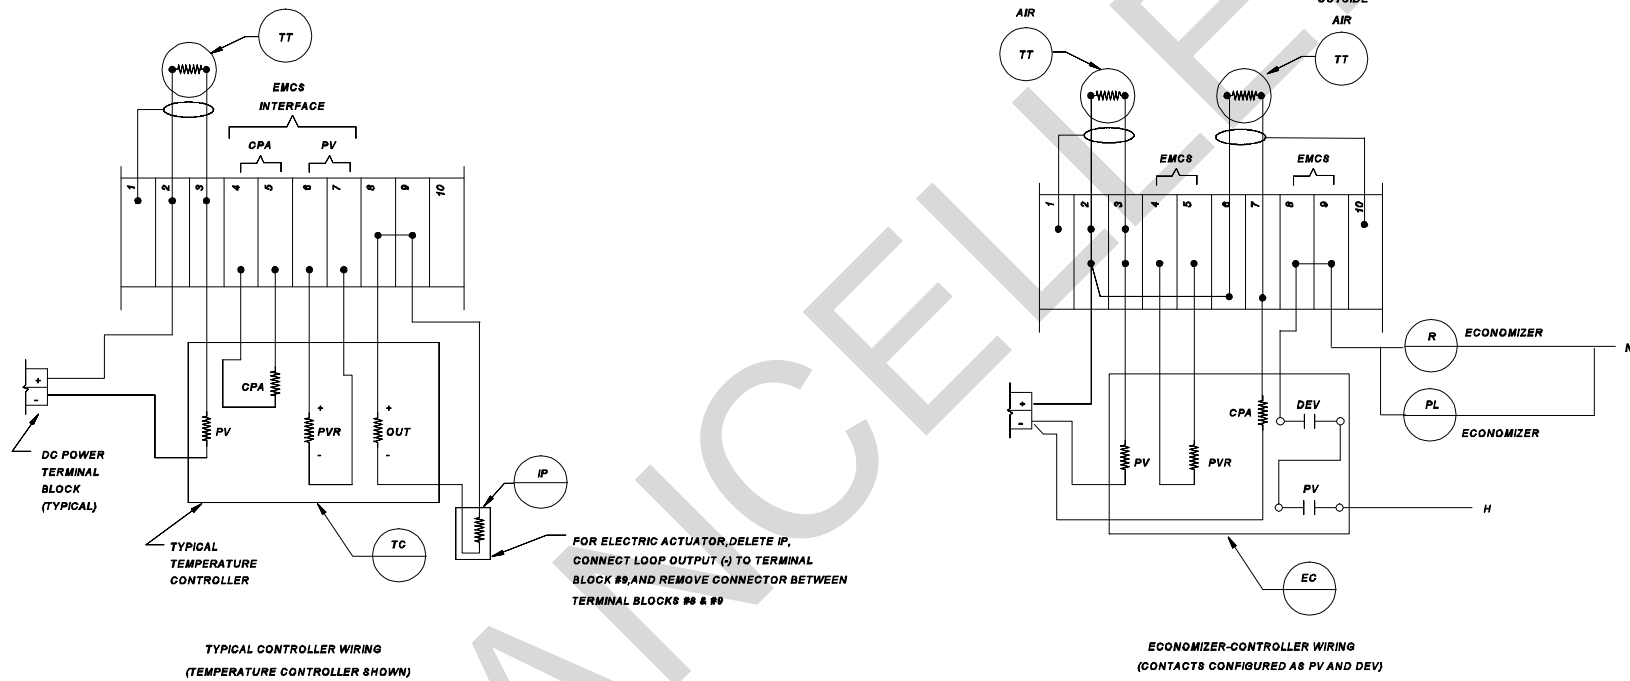 TT
EMCS
INTERFACE
CPA
PV
1
2
3
4
5
6
7
8
9
10
+
-
CPA
PV
+
PVR
-
+
OUT
-
DC POWER
TERMINAL
BLOCK
(TYPICAL)
TYPICAL
TEMPERATURE
CONTROLLER
TC
IP
FOR ELECTRIC ACTUATOR,DELETE IP,
CONNECT LOOP OUTPUT (-) TO TERMINAL
BLOCK #9,AND REMOVE CONNECTOR BETWEEN
TERMINAL BLOCKS #8 & #9
TYPICAL CONTROLLER WIRING
(TEMPERATURE CONTROLLER SHOWN)
AIR
TT
OUTSIDE
AIR
TT
EMCS
EMCS
1
2
3
4
5
6
7
8
9
10
R
ECONOMIZER
N
PL
ECONOMIZER
+
-
CPA
DEV
PV
PVR
PV
H
EC
ECONOMIZER-CONTROLLER WIRING
(CONTACTS CONFIGURED AS PV AND DEV)
ANCELLE